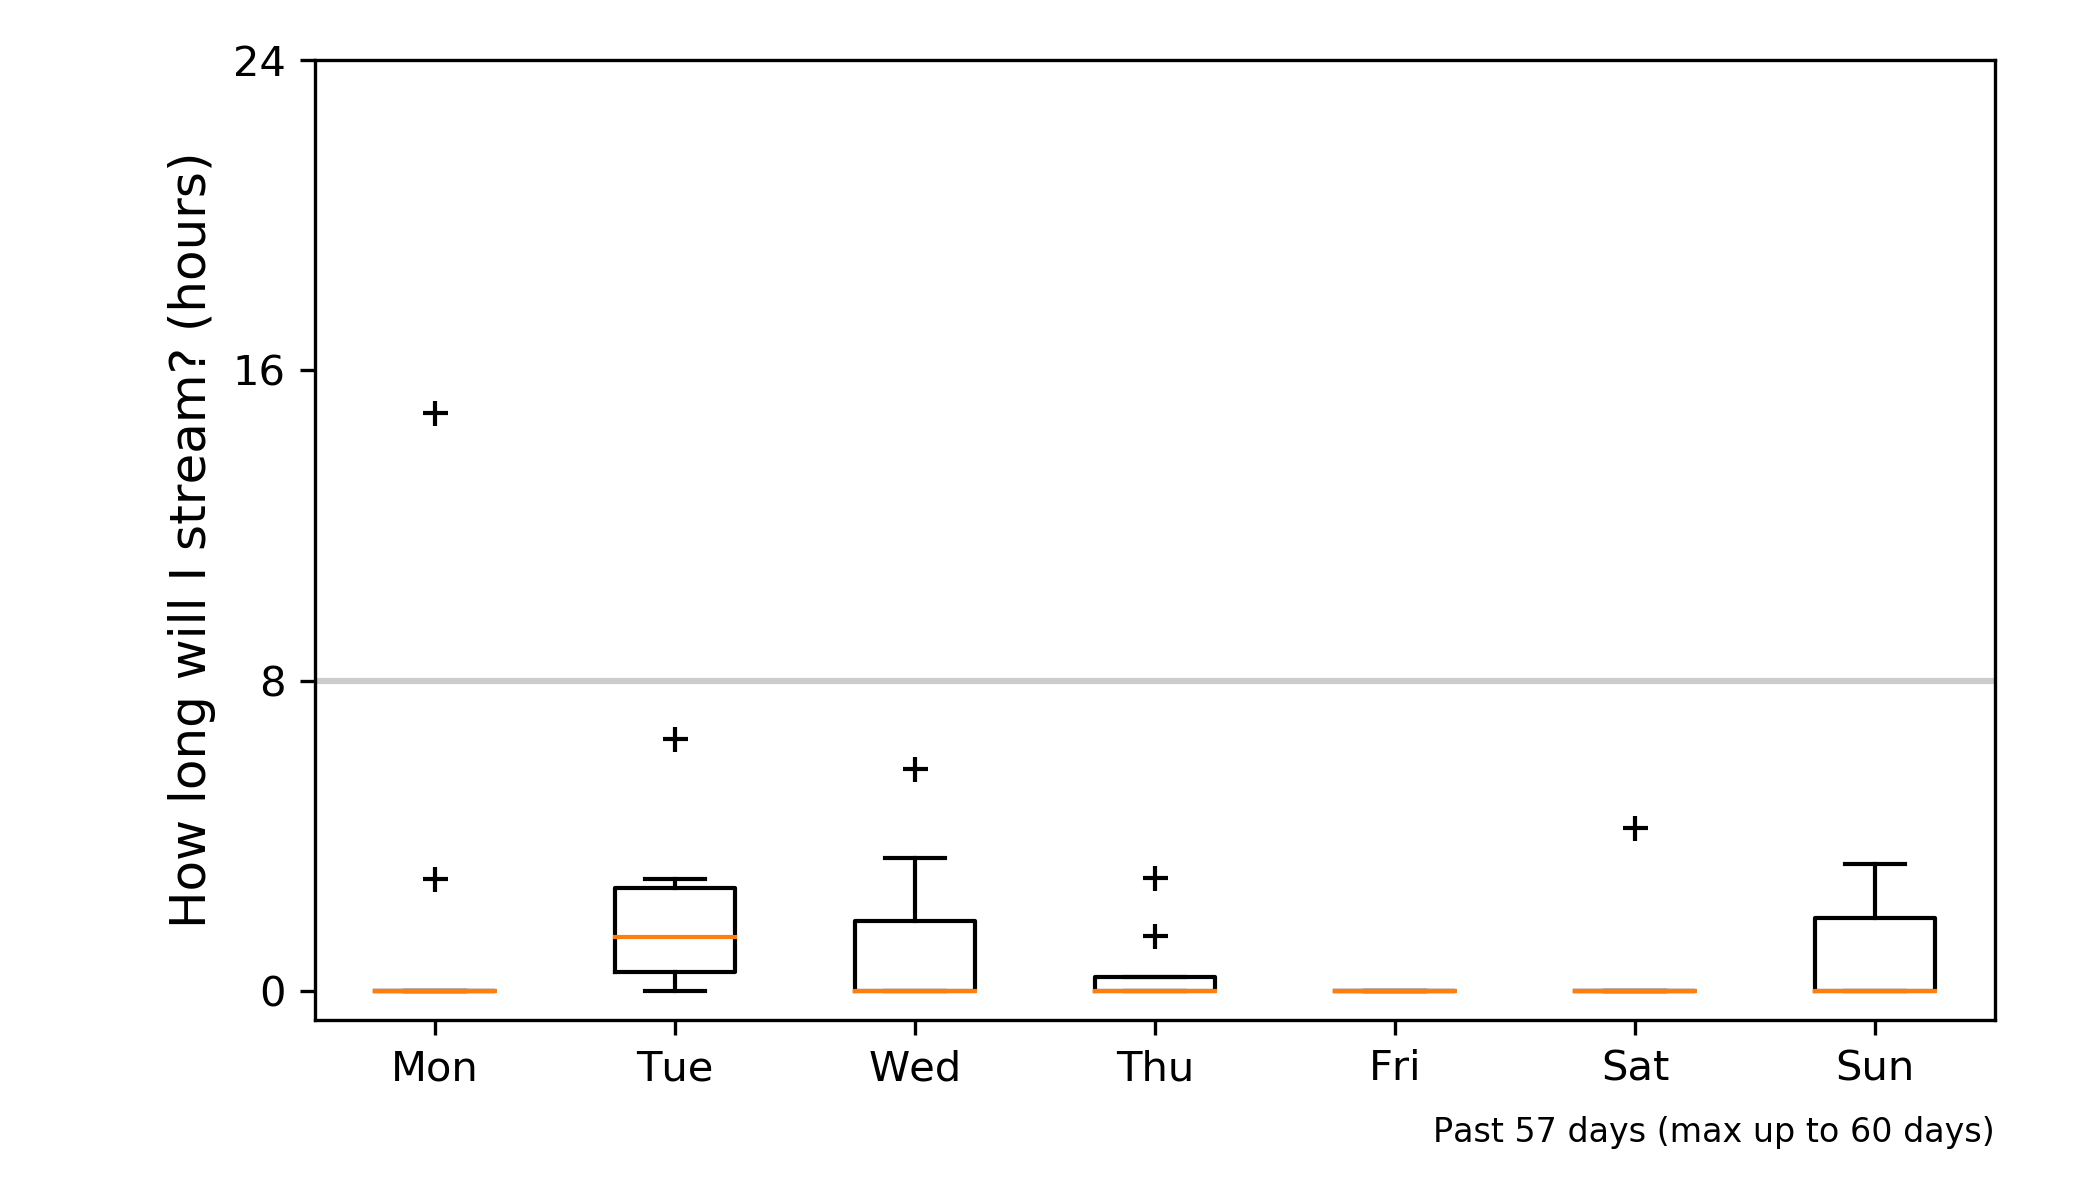 How long will I stream? (hours)
24
16
8
0
Mon Tue Wed Thu Fri Sat Sun
Past 57 days (max up to 60 days)